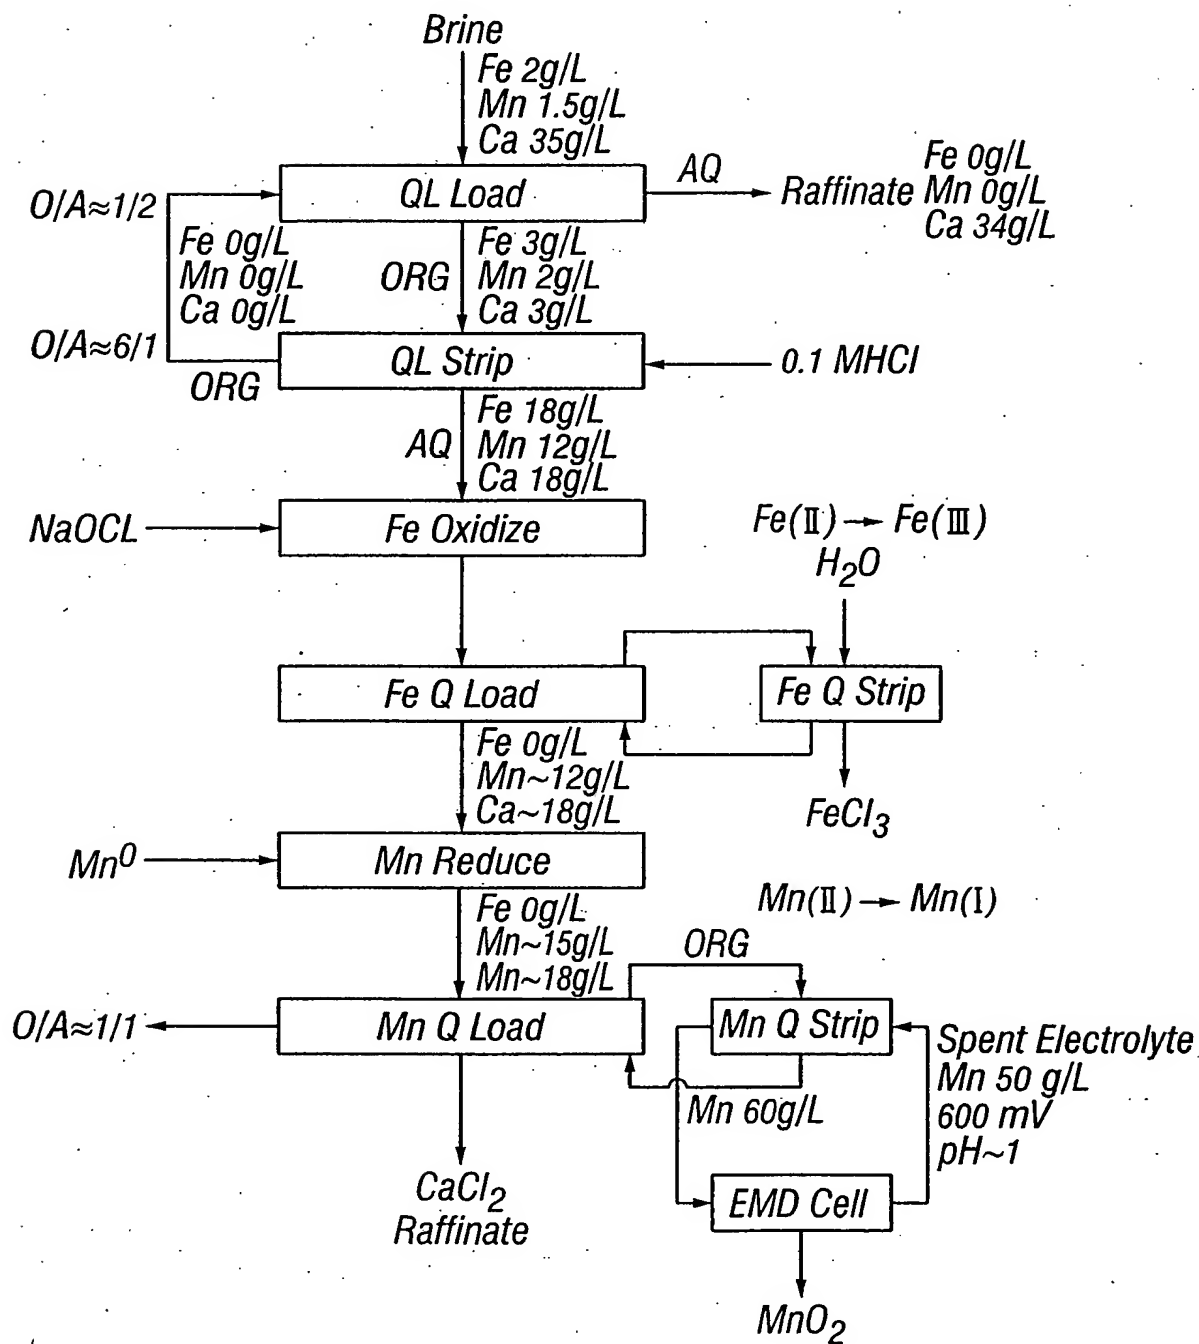 Brine
Fe 2g/L
Mn 1.5g/L
Ca 35g/L
QL Load
AQ
Raffinate
Fe 0g/L
Mn 0g/L
Ca 34g/L
O/A≈1/2
Fe 0g/L
Mn 0g/L
Ca 0g/L
ORG
Fe 3g/L
Mn 2g/L
Ca 3g/L
O/A≈6/1
ORG
QL Strip
0.1 MHCl
AQ
Fe 18g/L
Mn 12g/L
Ca 18g/L
NaOCL
Fe Oxidize
Fe(II) → Fe(III)
H2O
Fe Q Load
Fe Q Strip
Fe 0g/L
Mn~12g/L
Ca~18g/L
FeCl3
Mn0
Mn Reduce
Mn(II) → Mn(I)
Fe 0g/L
Mn~15g/L
Mn~18g/L
ORG
O/A≈1/1
Mn Q Load
Mn Q Strip
Spent Electrolyte
Mn 50 g/L
600 mV
pH~1
Mn 60g/L
CaCl2
Raffinate
EMD Cell
MnO2